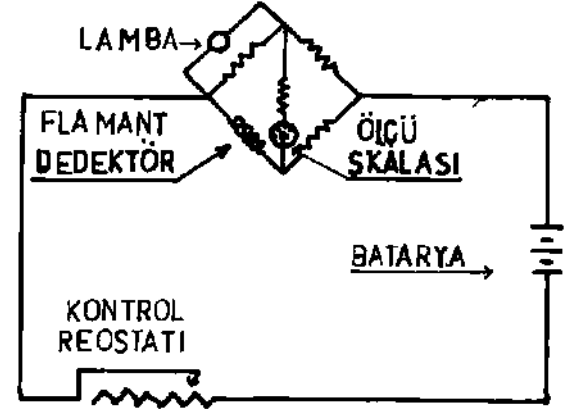 LAMBA
FLAMANT
DEDEKTÖR
ÖLÇÜ
SKALASI
BATARYA
KONTROL
REOSTATI